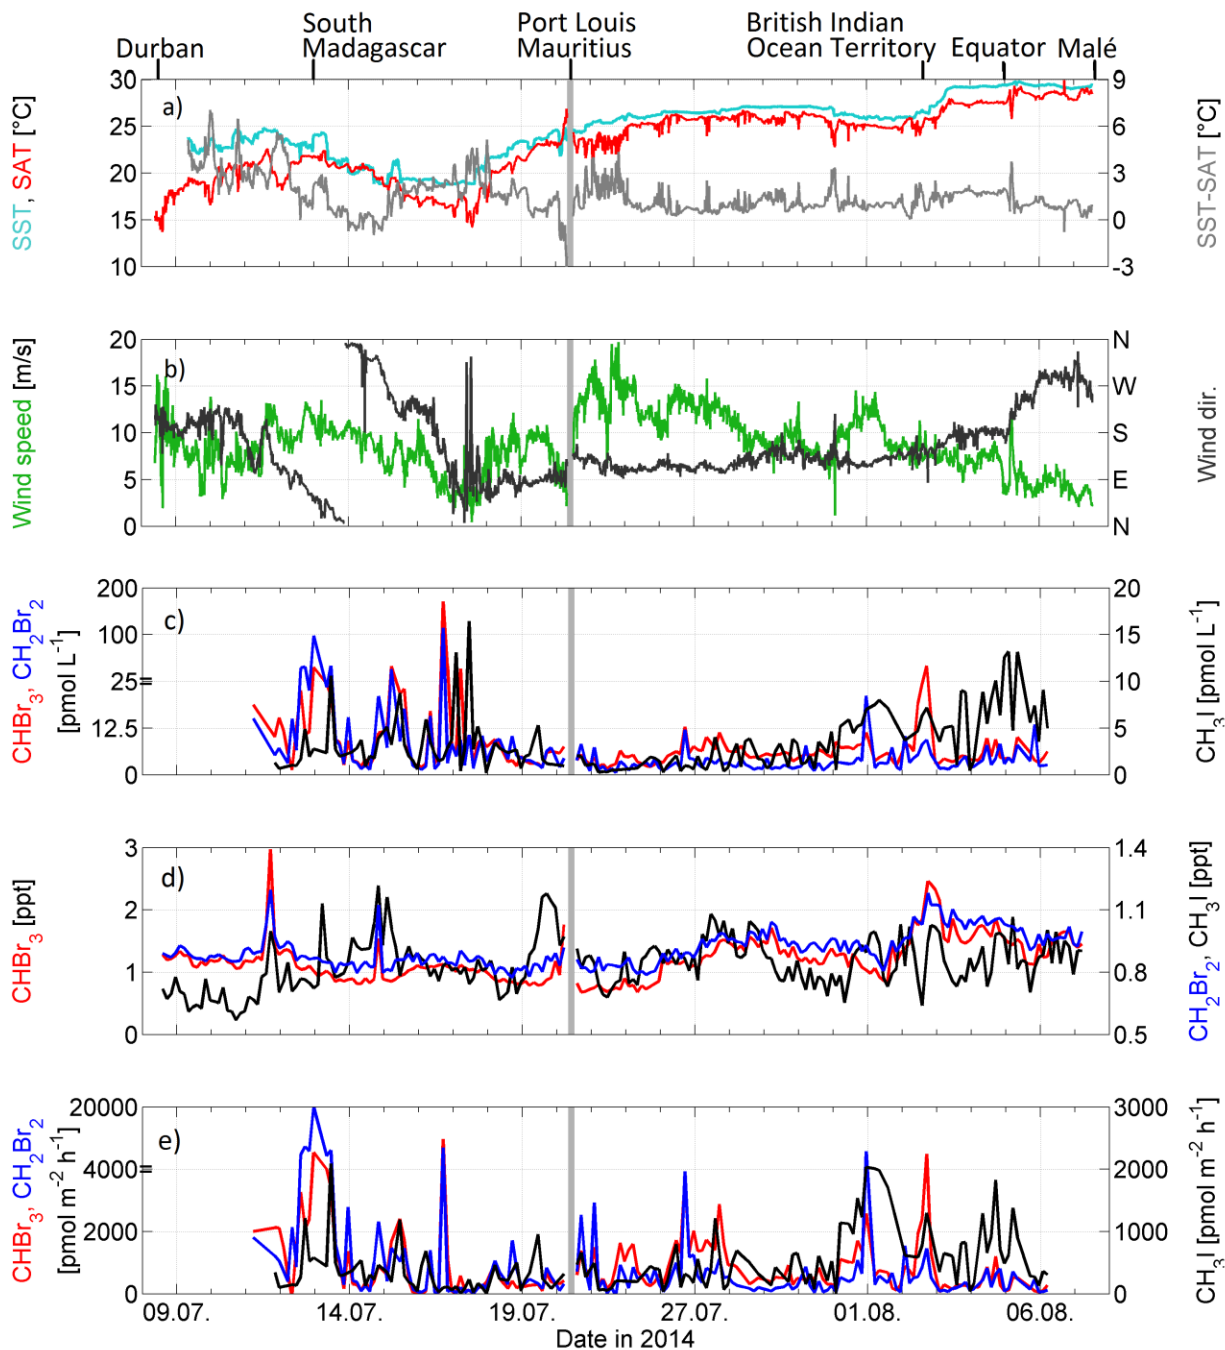 South
Port Louis
British Indian
Durban
Madagascar
Mauritius
Ocean Territory
Equator
Malé
a)
SST, SAT [°C]
30
25
20
15
10
9
6
3
0
-3
SST-SAT [°C]
b)
Wind speed [m/s]
20
15
10
5
0
N
W
S
E
N
Wind dir.
c)
CHBr₃, CH₂Br₂
[pmol L⁻¹]
200
100
25
12.5
0
20
15
10
5
0
CH₃I [pmol L⁻¹]
d)
CHBr₃ [ppt]
3
2
1
0
1.4
1.1
0.8
0.5
CH₂Br₂, CH₃I [ppt]
e)
CHBr₃, CH₂Br₂
[pmol m⁻² h⁻¹]
20000
4000
2000
0
3000
2000
1000
0
CH₃I [pmol m⁻² h⁻¹]
09.07.
14.07.
19.07.
27.07.
01.08.
06.08.
Date in 2014